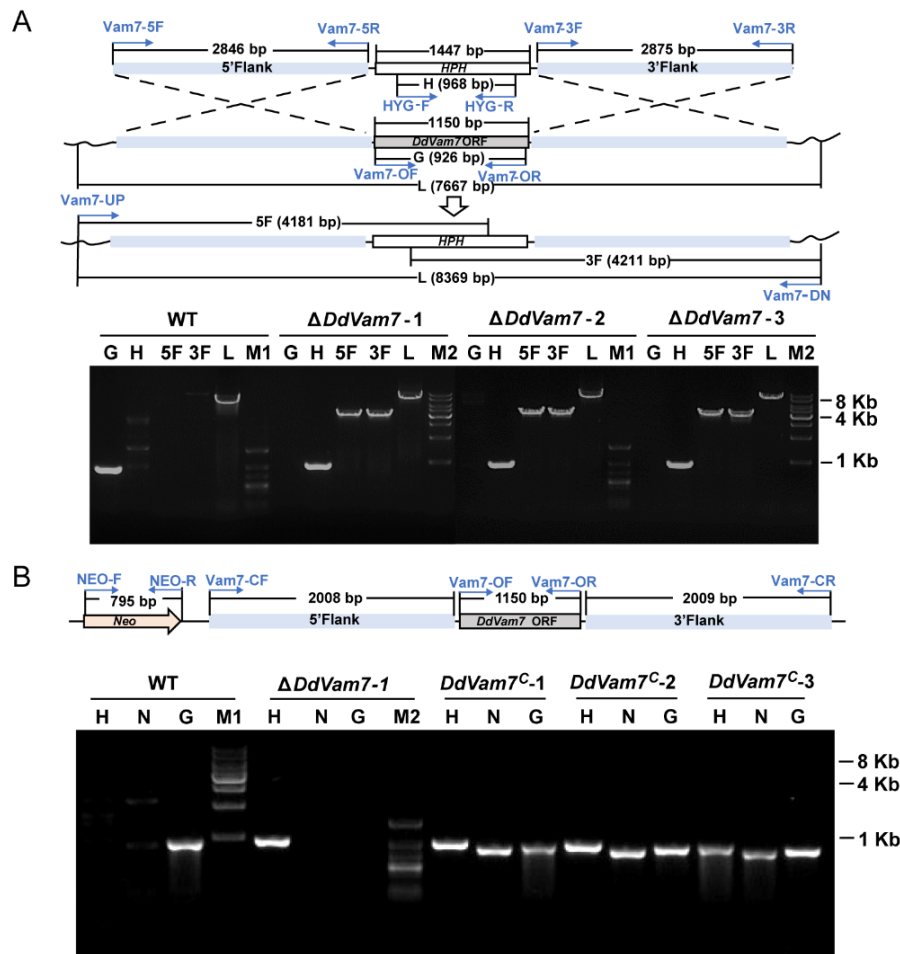 A
Vam7-5F Vam7-5R Vam7-3F Vam7-3R
2846 bp 1447 bp 2875 bp
5'Flank HPH 3'Flank
H (968 bp)
HYG-F HYG-R
1150 bp
DdVam7 ORF
G (926 bp)
Vam7-OF Vam7-OR
L (7667 bp)
Vam7-UP
5F (4181 bp)
HPH
3F (4211 bp)
L (8369 bp)
Vam7-DN
WT ΔDdVam7-1 ΔDdVam7-2 ΔDdVam7-3
G H 5F 3F L M1 G H 5F 3F L M2 G H 5F 3F L M1 G H 5F 3F L M2
8 Kb
4 Kb
1 Kb
B
NEO-F NEO-R Vam7-CF Vam7-OF Vam7-OR Vam7-CR
795 bp 2008 bp 1150 bp 2009 bp
Neo 5'Flank DdVam7 ORF 3'Flank
WT ΔDdVam7-1 DdVam7C-1 DdVam7C-2 DdVam7C-3
H N G M1 H N G M2 H N G H N G H N G
8 Kb
4 Kb
1 Kb